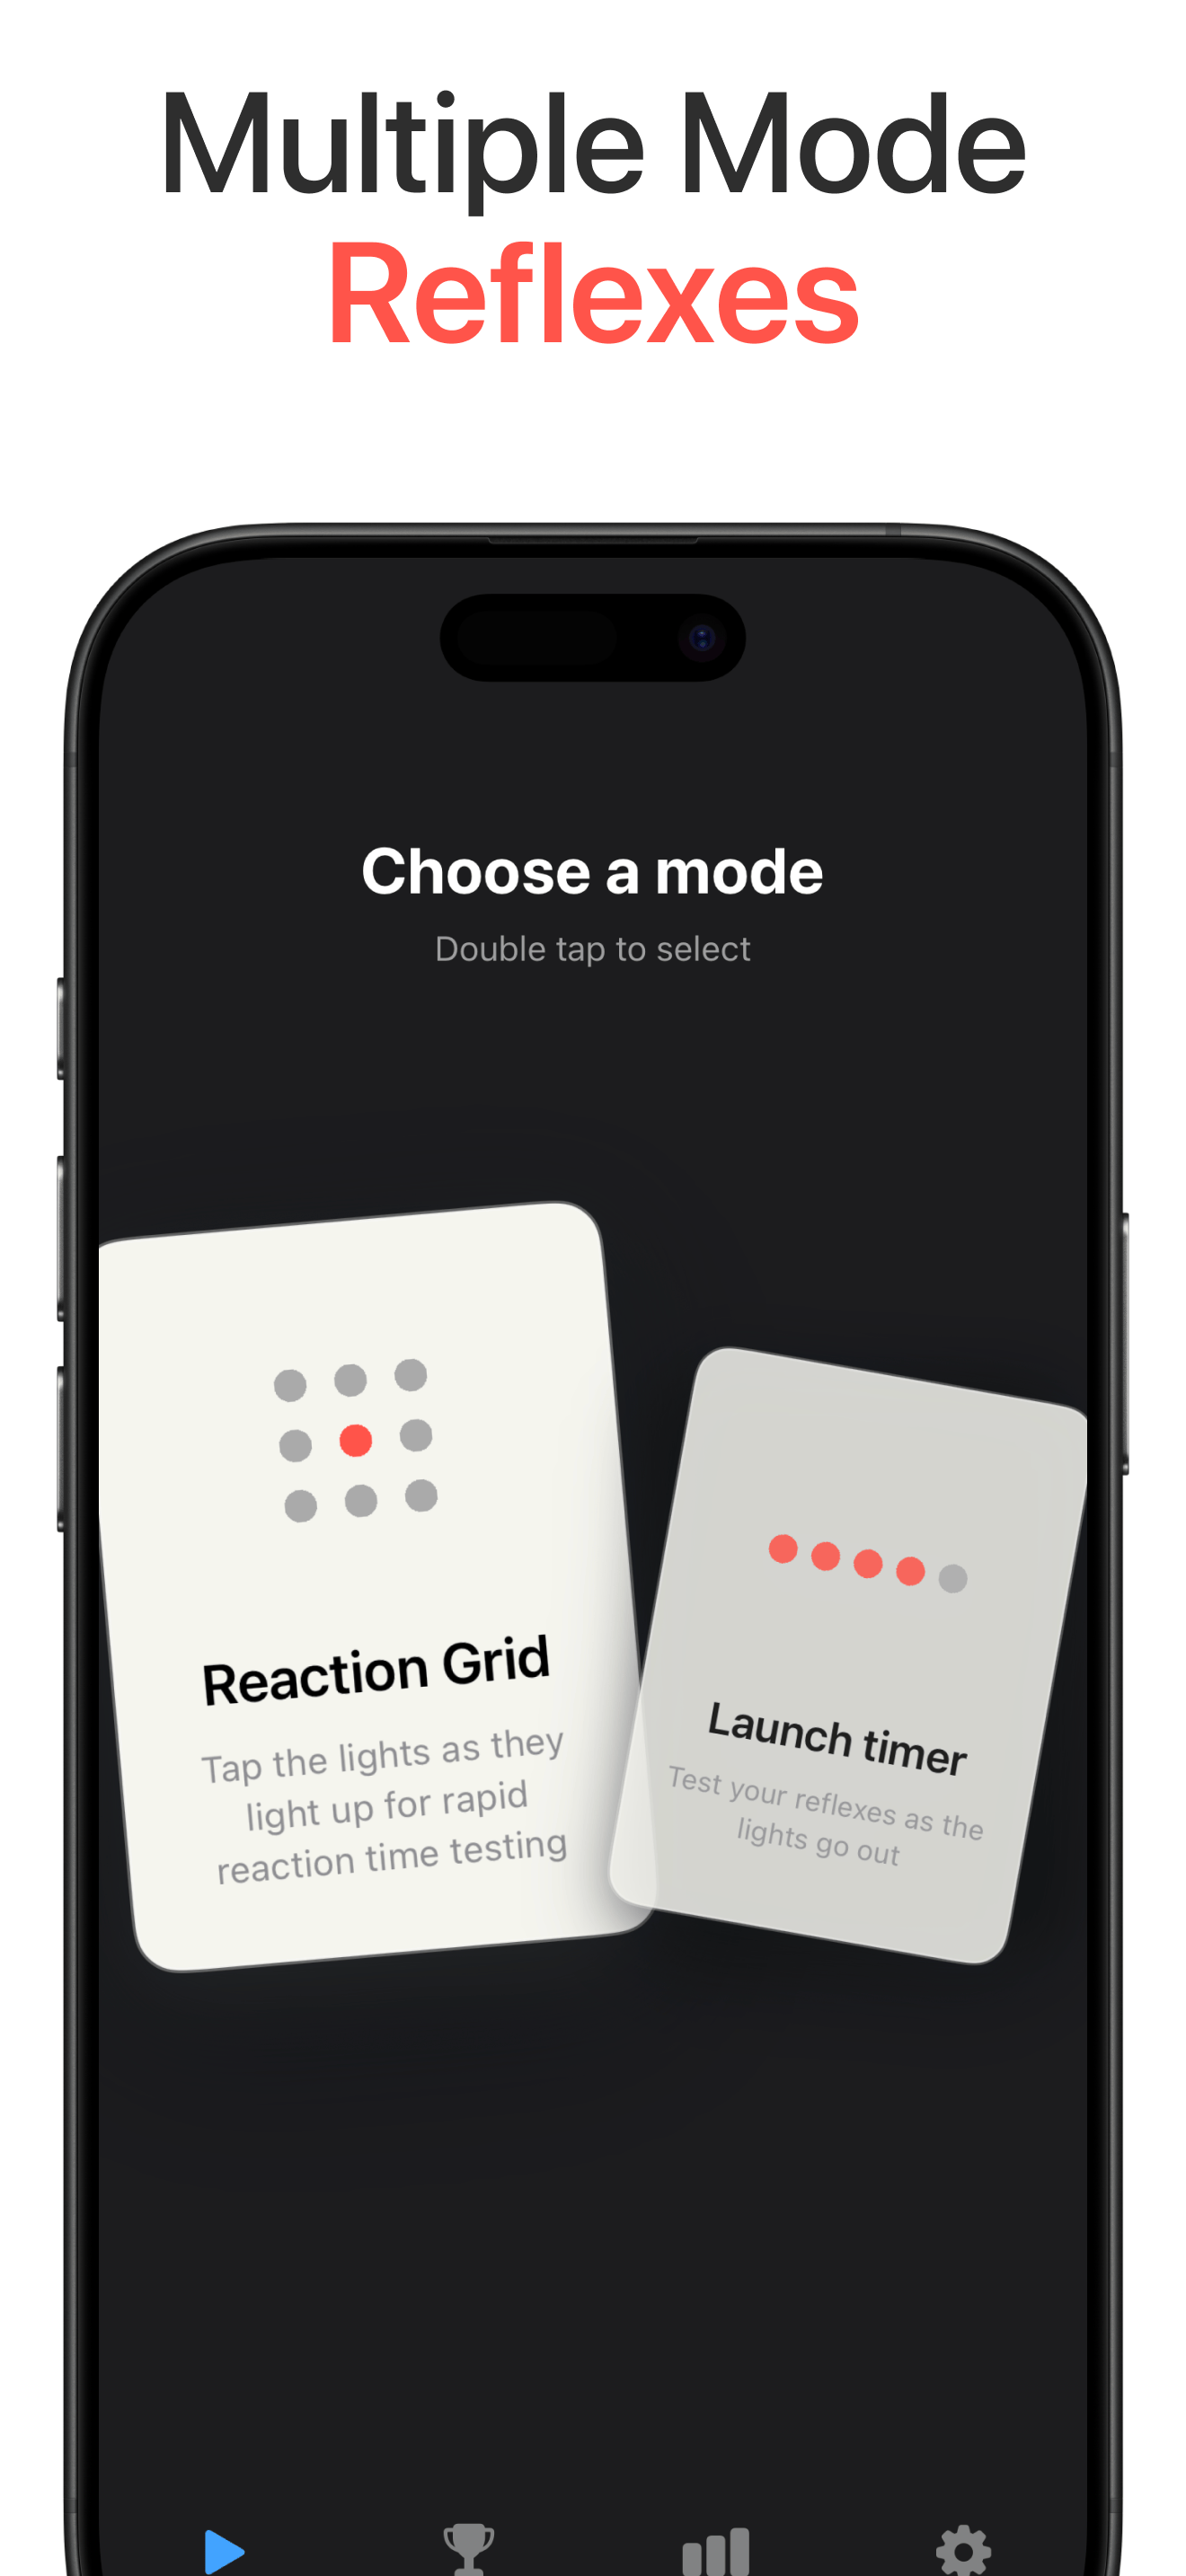 Multiple Mode
Reflexes
Choose a mode
Double tap to select
Reaction Grid
Tap the lights as they
light up for rapid
reaction time testing
Launch timer
Test your reflexes as the
lights go out